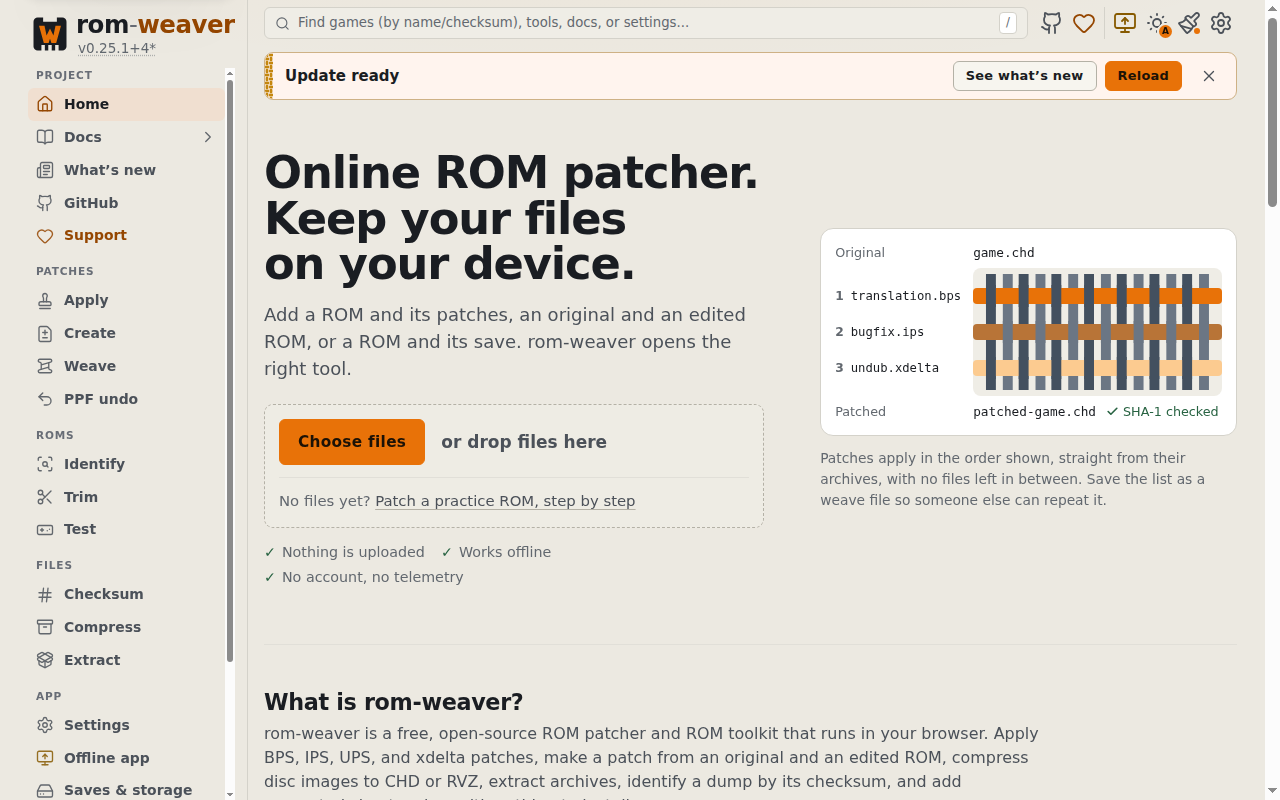 rom-weaver
v0.25.1+4*
PROJECT
Home
Docs
What’s new
GitHub
Support
PATCHES
Apply
Create
Weave
PPF undo
ROMS
Identify
Trim
Test
FILES
Checksum
Compress
Extract
APP
Settings
Offline app
Saves & storage
Find games (by name/checksum), tools, docs, or settings...
/
A
Update ready
See what’s new
Reload
Online ROM patcher.
Keep your files
on your device.
Add a ROM and its patches, an original and an edited
ROM, or a ROM and its save. rom-weaver opens the
right tool.
Choose files or drop files here
No files yet? Patch a practice ROM, step by step
✓ Nothing is uploaded ✓ Works offline
✓ No account, no telemetry
Original game.chd
1 translation.bps
2 bugfix.ips
3 undub.xdelta
Patched patched-game.chd ✓ SHA-1 checked
Patches apply in the order shown, straight from their
archives, with no files left in between. Save the list as a
weave file so someone else can repeat it.
What is rom-weaver?
rom-weaver is a free, open-source ROM patcher and ROM toolkit that runs in your browser. Apply
BPS, IPS, UPS, and xdelta patches, make a patch from an original and an edited ROM, compress
disc images to CHD or RVZ, extract archives, identify a dump by its checksum, and add